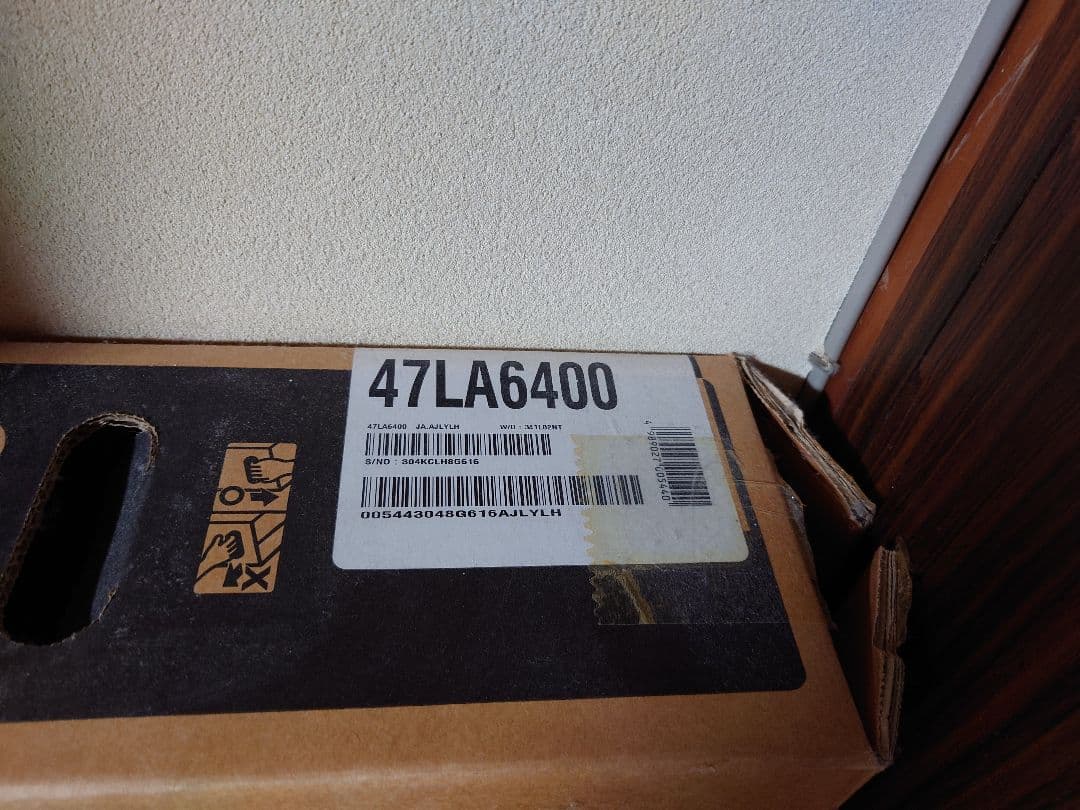 47LA6400
47LA6400 JA.AJLYLH
S/NO : 304KCLH8G616
005443048G616AJLYLH